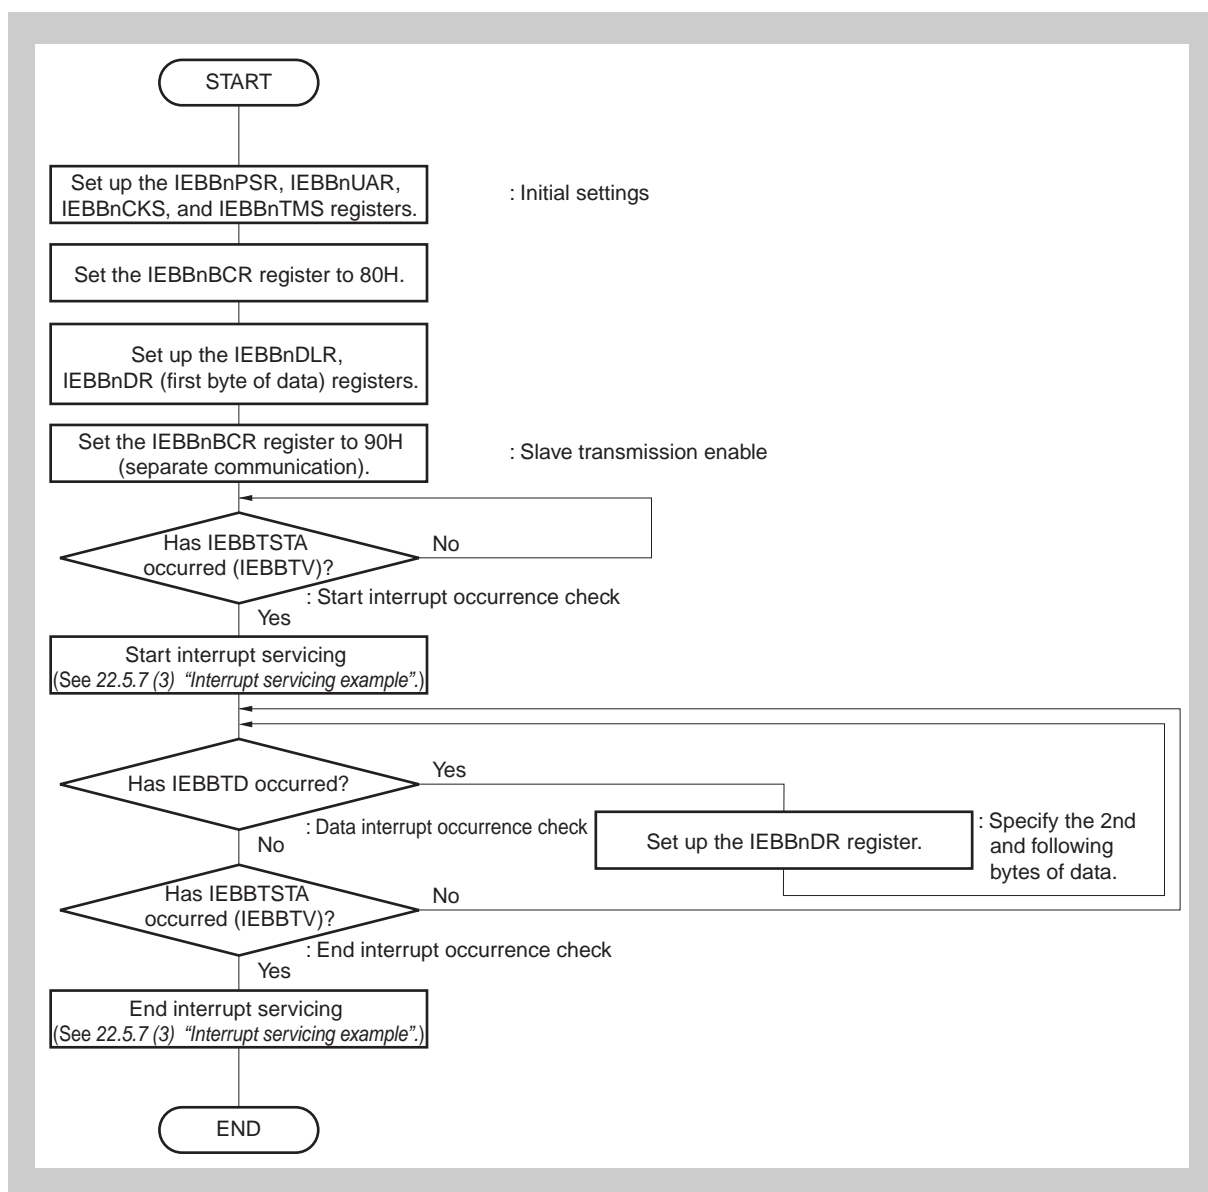 START
Set up the IEBBnPSR, IEBBnUAR,
IEBBnCKS, and IEBBnTMS registers.
: Initial settings
Set the IEBBnBCR register to 80H.
Set up the IEBBnDLR,
IEBBnDR (first byte of data) registers.
Set the IEBBnBCR register to 90H
(separate communication).
: Slave transmission enable
Has IEBBTSTA
occurred (IEBBTV)?
No
: Start interrupt occurrence check
Yes
Start interrupt servicing
(See 22.5.7 (3) “Interrupt servicing example”.)
Has IEBBTD occurred?
Yes
: Data interrupt occurrence check
No
Set up the IEBBnDR register.
: Specify the 2nd
and following
bytes of data.
Has IEBBTSTA
occurred (IEBBTV)?
No
: End interrupt occurrence check
Yes
End interrupt servicing
(See 22.5.7 (3) “Interrupt servicing example”.)
END